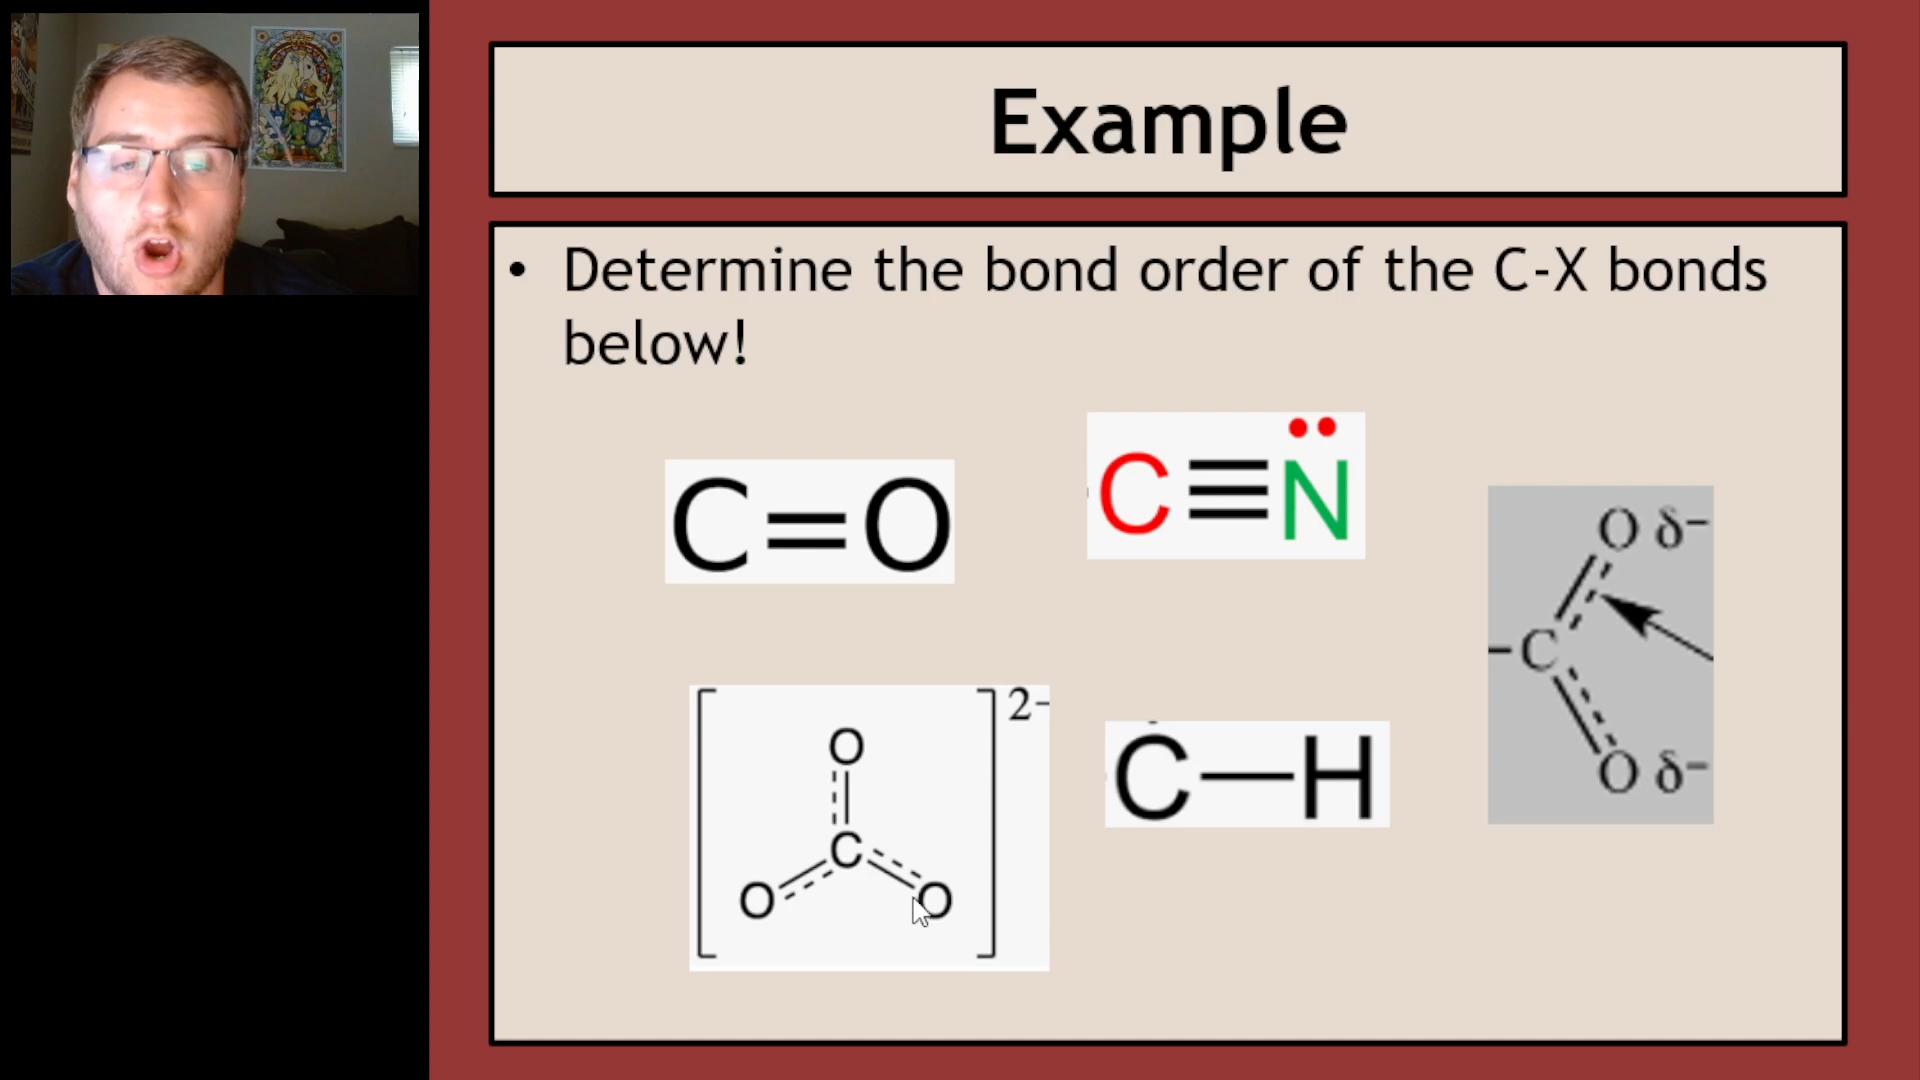 Example
• Determine the bond order of the C-X bonds
below!
C=O
C≡N
O δ−
–C
O δ−
[ ] 2−
O
C
O O
C—H